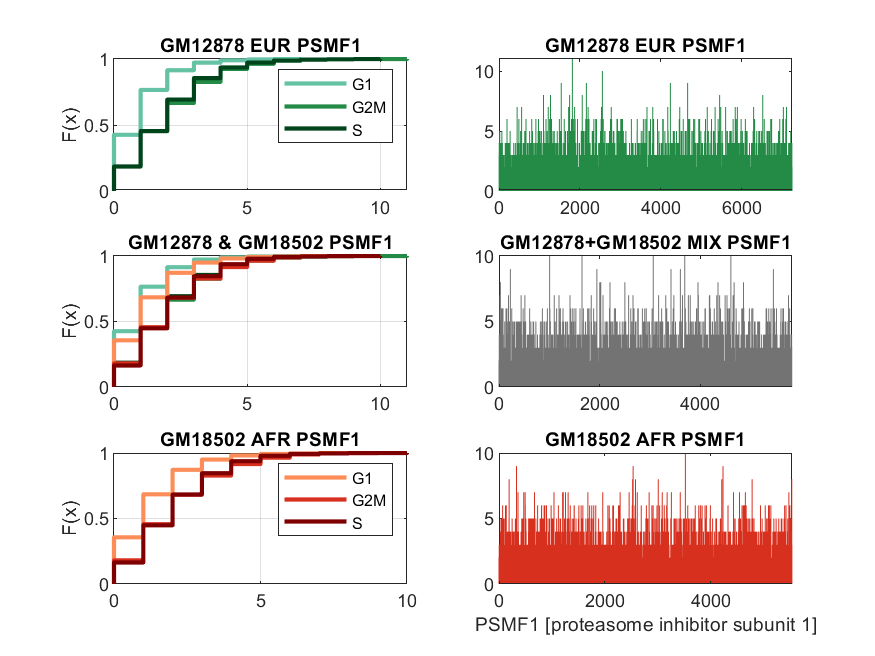 GM12878 EUR PSMF1
F(x)
1
0.5
0
0
5
10
G1
G2M
S
GM12878 EUR PSMF1
10
5
0
0
2000
4000
6000
GM12878 & GM18502 PSMF1
F(x)
1
0.5
0
0
5
10
GM12878+GM18502 MIX PSMF1
10
5
0
0
2000
4000
GM18502 AFR PSMF1
F(x)
1
0.5
0
0
5
10
G1
G2M
S
GM18502 AFR PSMF1
10
5
0
0
2000
4000
PSMF1 [proteasome inhibitor subunit 1]